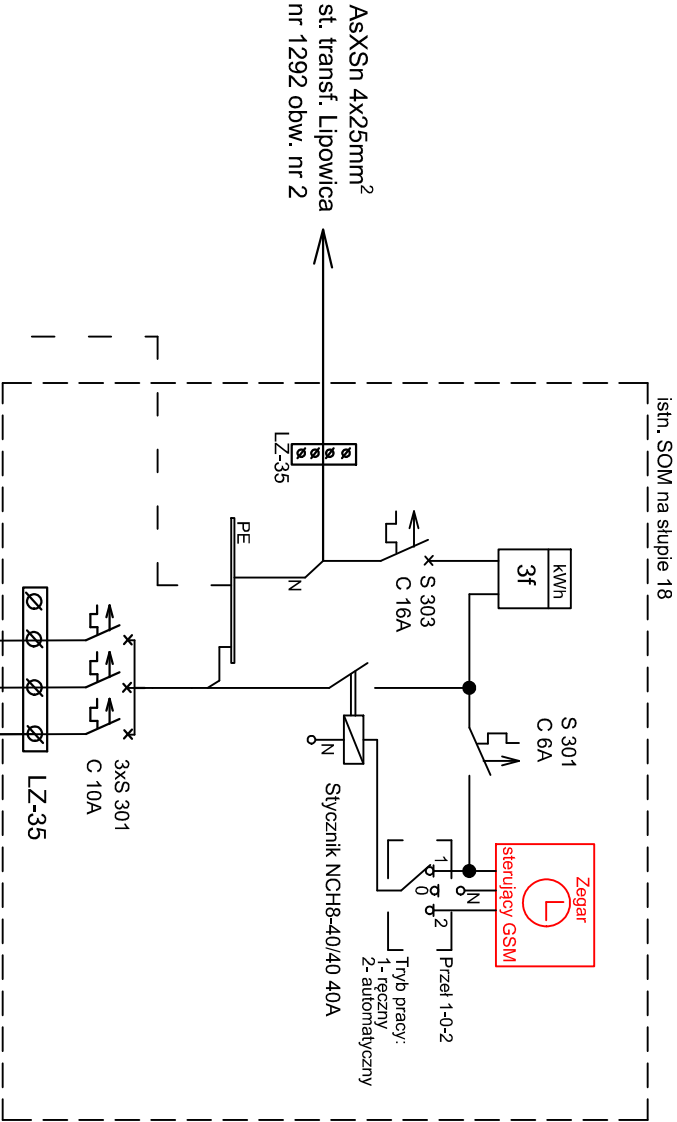 istn. SOM na słupie 18
AsXSn 4x25mm²
st. transf. Lipowica
nr 1292 obw. nr 2
LZ-35
PE
N
S 303
C 16A
kWh
3f
S 301
C 6A
Zegar
sterujący GSM
L
N
1
0
2
Przeł 1-0-2
Tryb pracy:
1- ręczny
2- automatyczny
Stycznik NCH8-40/40 40A
N
3xS 301
C 10A
LZ-35